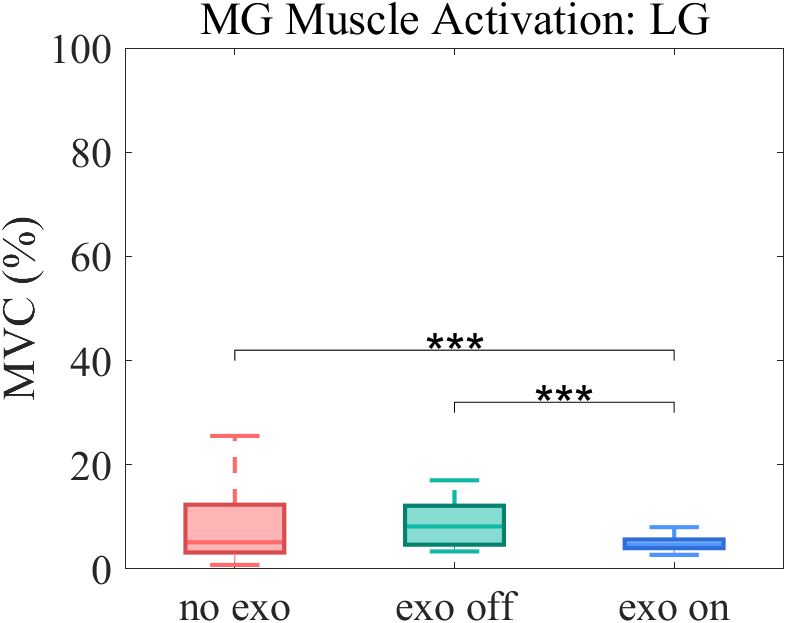 MG Muscle Activation: LG
100
80
60
40
20
0
MVC (%)
***
***
no exo exo off exo on